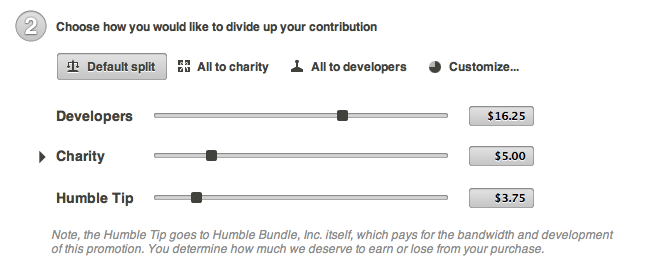 2 Choose how you would like to divide up your contribution
Default split All to charity All to developers Customize...
Developers $16.25
Charity $5.00
Humble Tip $3.75
Note, the Humble Tip goes to Humble Bundle, Inc. itself, which pays for the bandwidth and development
of this promotion. You determine how much we deserve to earn or lose from your purchase.